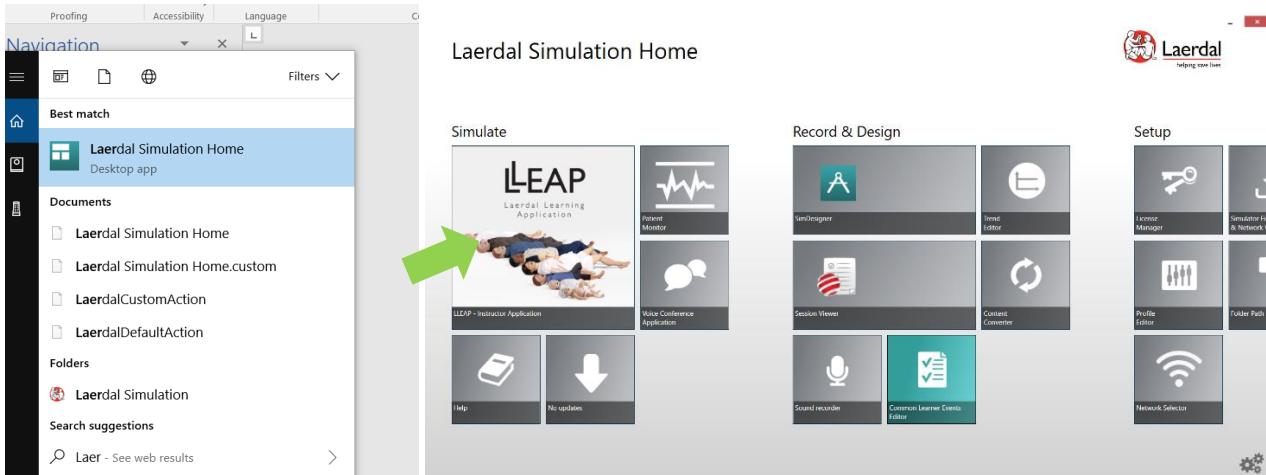 Proofing
Accessibility
Language
Navigation
Filters
Best match
Laerdal Simulation Home
Desktop app
Documents
Laerdal Simulation Home
Laerdal Simulation Home.custom
LaerdalCustomAction
LaerdalDefaultAction
Folders
Laerdal Simulation
Search suggestions
Laer - See web results
Laerdal Simulation Home
Laerdal
helping save lives
Simulate
LLEAP
Laerdal Learning
Application
LLEAP - Instructor Application
Patient
Monitor
Voice Conference
Application
Help
No updates
Record & Design
SimDesigner
Trend
Editor
Session Viewer
Content
Converter
Sound recorder
Common Learner Events
Editor
Setup
License
Manager
Simulator
& Network
Profile
Editor
Folder Path
Network Selector